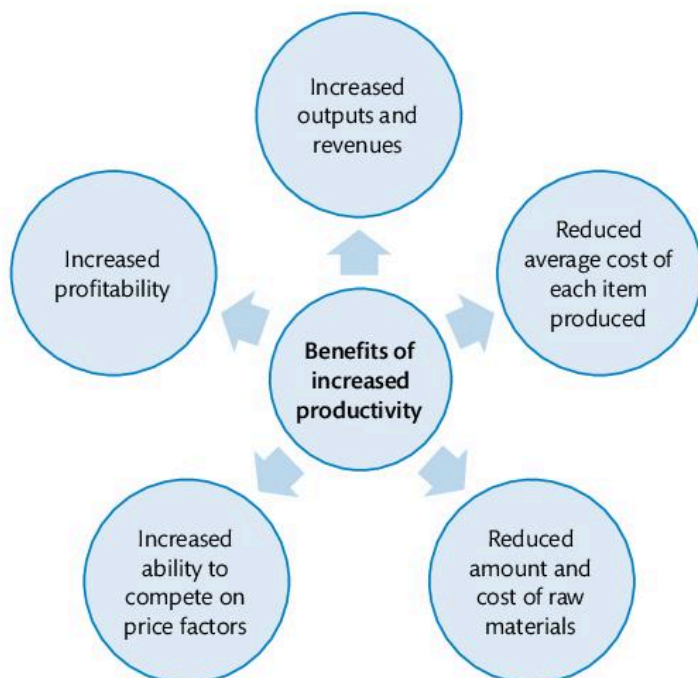 Increased
outputs and
revenues
Increased
profitability
Reduced
average cost of
each item
produced
Benefits of
increased
productivity
Increased
ability to
compete on
price factors
Reduced
amount and
cost of raw
materials